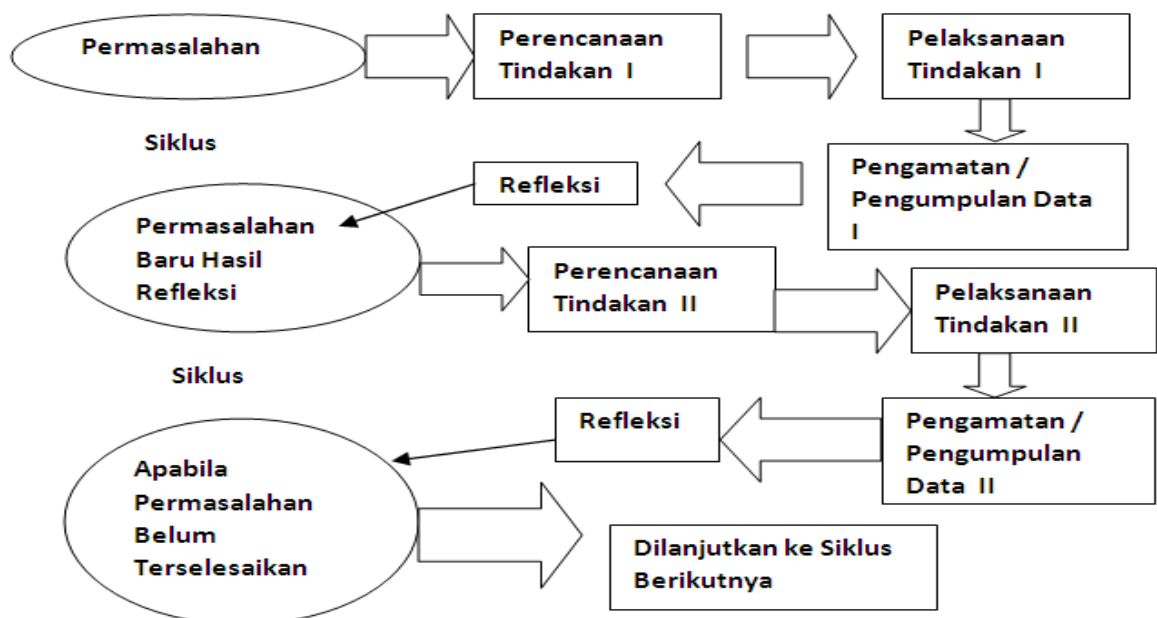 Permasalahan
Perencanaan
Tindakan I
Pelaksanaan
Tindakan I
Siklus
Pengamatan /
Pengumpulan Data
I
Refleksi
Permasalahan
Baru Hasil
Refleksi
Perencanaan
Tindakan II
Pelaksanaan
Tindakan II
Siklus
Pengamatan /
Pengumpulan
Data II
Refleksi
Apabila
Permasalahan
Belum
Terselesaikan
Dilanjutkan ke Siklus
Berikutnya